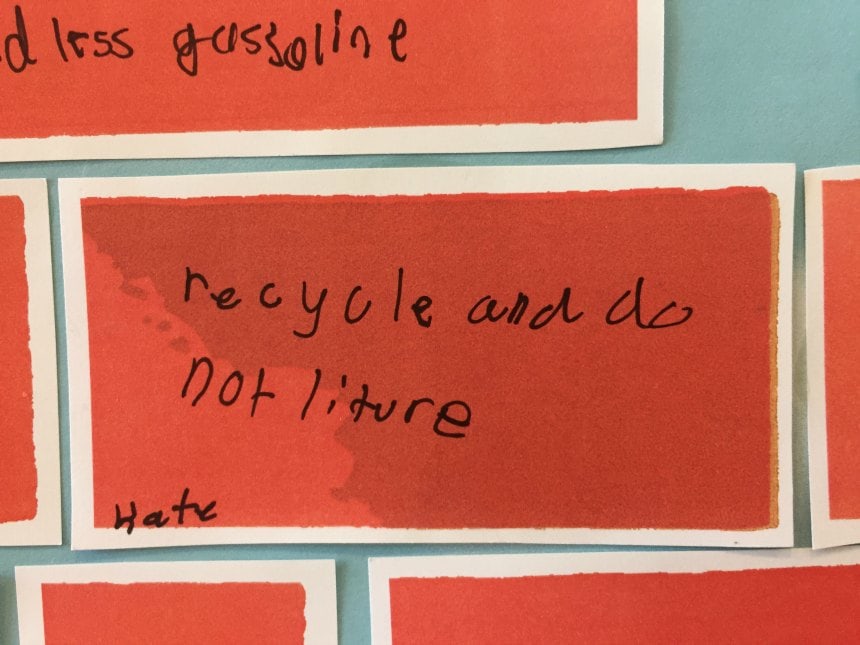 d less gassoline
recycle and do
not liture
Kate